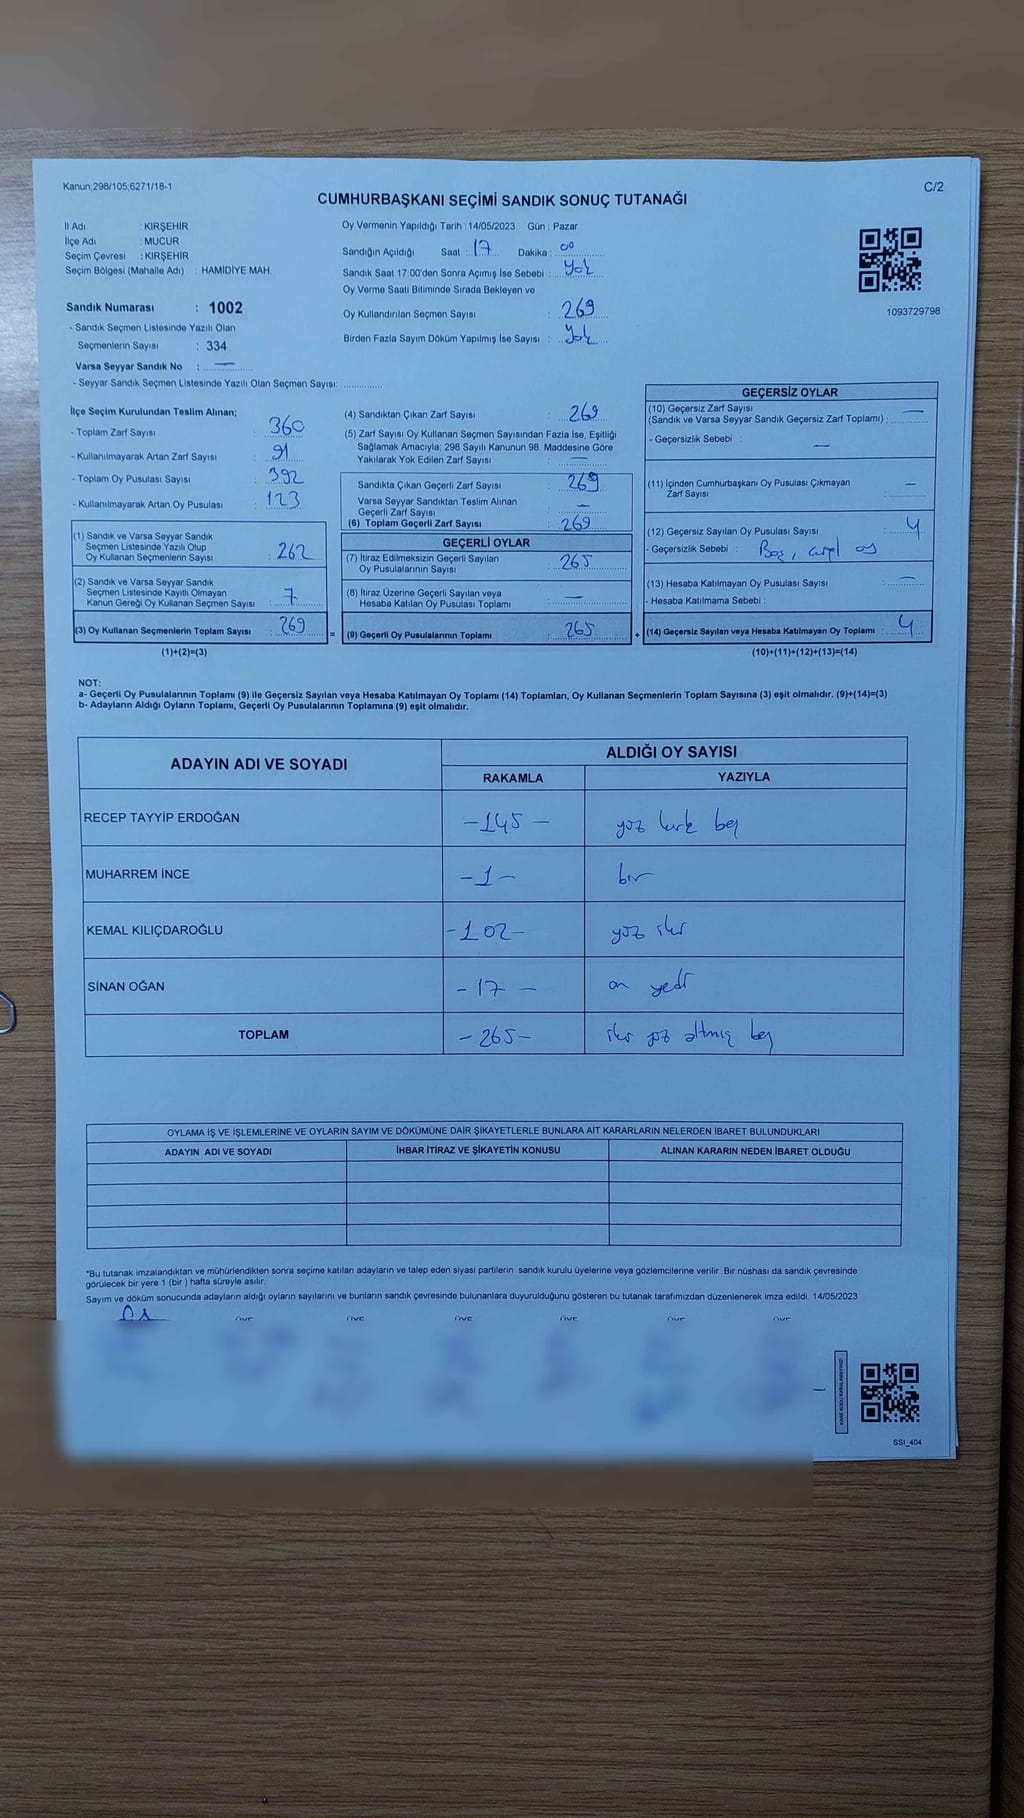 Kanun;298/105;6271/18-1
C/2
CUMHURBAŞKANI SEÇİMİ SANDIK SONUÇ TUTANAĞI
İl Adı : KIRŞEHİR
İlçe Adı : MUCUR
Seçim Çevresi : KIRŞEHİR
Seçim Bölgesi (Mahalle Adı) : HAMİDİYE MAH.
Sandık Numarası : 1002
- Sandık Seçmen Listesinde Yazılı Olan
Seçmenlerin Sayısı : 334
Varsa Seyyar Sandık No : —
- Seyyar Sandık Seçmen Listesinde Yazılı Olan Seçmen Sayısı: ............
Oy Vermenin Yapıldığı Tarih : 14/05/2023 Gün : Pazar
Sandığın Açıldığı Saat : 17 Dakika : 00
Sandık Saat 17:00'den Sonra Açımış İse Sebebi : Yok
Oy Verme Saati Bitiminde Sırada Bekleyen ve
Oy Kullandırılan Seçmen Sayısı : 269
Birden Fazla Sayım Döküm Yapılmış İse Sayısı : Yok
1093729798
İlçe Seçim Kurulundan Teslim Alınan;
- Toplam Zarf Sayısı : 360
- Kullanılmayarak Artan Zarf Sayısı : 91
- Toplam Oy Pusulası Sayısı : 392
- Kullanılmayarak Artan Oy Pusulası : 123
(1) Sandık ve Varsa Seyyar Sandık
Seçmen Listesinde Yazılı Olup
Oy Kullanan Seçmenlerin Sayısı : 262
(2) Sandık ve Varsa Seyyar Sandık
Seçmen Listesinde Kayıtlı Olmayan
Kanun Gereği Oy Kullanan Seçmen Sayısı : 7
(3) Oy Kullanan Seçmenlerin Toplam Sayısı : 269
(1)+(2)=(3)
(4) Sandıktan Çıkan Zarf Sayısı : 269
(5) Zarf Sayısı Oy Kullanan Seçmen Sayısından Fazla İse, Eşitliği
Sağlamak Amacıyla; 298 Sayılı Kanunun 98. Maddesine Göre
Yakılarak Yok Edilen Zarf Sayısı : —
Sandıkta Çıkan Geçerli Zarf Sayısı : 269
Varsa Seyyar Sandıktan Teslim Alınan
Geçerli Zarf Sayısı : —
(6) Toplam Geçerli Zarf Sayısı : 269
GEÇERLİ OYLAR
(7) İtiraz Edilmeksizin Geçerli Sayılan
Oy Pusulalarının Sayısı : 265
(8) İtiraz Üzerine Geçerli Sayılan veya
Hesaba Katılan Oy Pusulası Toplamı : —
= (9) Geçerli Oy Pusulalarının Toplamı : 265
GEÇERSİZ OYLAR
(10) Geçersiz Zarf Sayısı
(Sandık ve Varsa Seyyar Sandık Geçersiz Zarf Toplamı) : —
- Geçersizlik Sebebi : —
(11) İçinden Cumhurbaşkanı Oy Pusulası Çıkmayan
Zarf Sayısı : —
(12) Geçersiz Sayılan Oy Pusulası Sayısı : 4
- Geçersizlik Sebebi : Boş, oy
(13) Hesaba Katılmayan Oy Pusulası Sayısı : —
- Hesaba Katılmama Sebebi :
+ (14) Geçersiz Sayılan veya Hesaba Katılmayan Oy Toplamı : 4
(10)+(11)+(12)+(13)=(14)
NOT:
a- Geçerli Oy Pusulalarının Toplamı (9) ile Geçersiz Sayılan veya Hesaba Katılmayan Oy Toplamı (14) Toplamları, Oy Kullanan Seçmenlerin Toplam Sayısına (3) eşit olmalıdır. (9)+(14)=(3)
b- Adayların Aldığı Oyların Toplamı, Geçerli Oy Pusulalarının Toplamına (9) eşit olmalıdır.
ADAYIN ADI VE SOYADI
ALDIĞI OY SAYISI
RAKAMLA YAZIYLA
RECEP TAYYİP ERDOĞAN -145- yüz kırk beş
MUHARREM İNCE -1- bir
KEMAL KILIÇDAROĞLU -102- yüz iki
SİNAN OĞAN -17- on yedi
TOPLAM -265- iki yüz altmış beş
OYLAMA İŞ VE İŞLEMLERİNE VE OYLARIN SAYIM VE DÖKÜMÜNE DAİR ŞİKAYETLERLE BUNLARA AİT KARARLARIN NELERDEN İBARET BULUNDUKLARI
ADAYIN ADI VE SOYADI İHBAR İTİRAZ VE ŞİKAYETİN KONUSU ALINAN KARARIN NEDEN İBARET OLDUĞU
*Bu tutanak imzalandıktan ve mühürlendikten sonra seçime katılan adayların ve talep eden siyasi partilerin sandık kurulu üyelerine veya gözlemcilerine verilir. Bir nüshası da sandık çevresinde
görülecek bir yere 1 (bir ) hafta süreyle asılır.
Sayım ve döküm sonucunda adayların aldığı oyların sayılarını ve bunların sandık çevresinde bulunanlara duyurulduğunu gösteren bu tutanak tarafımızdan düzenlenerek imza edildi. 14/05/2023
ÜYE ÜYE ÜYE ÜYE ÜYE ÜYE
SSI_404